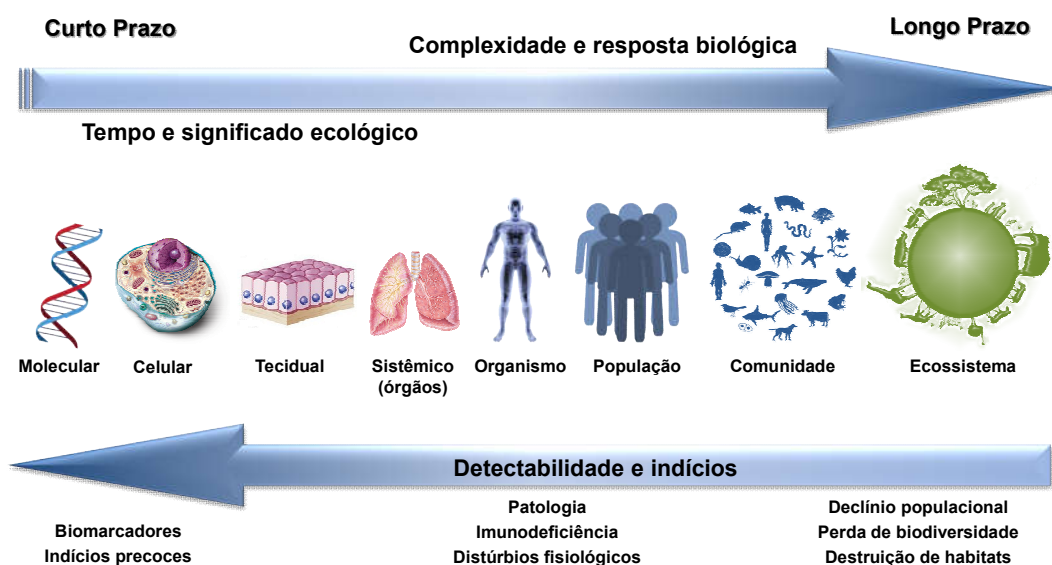 Curto Prazo
Longo Prazo
Complexidade e resposta biológica
Tempo e significado ecológico
Molecular
Celular
Tecidual
Sistêmico
(órgãos)
Organismo
População
Comunidade
Ecossistema
Detectabilidade e indícios
Biomarcadores
Indícios precoces
Patologia
Imunodeficiência
Distúrbios fisiológicos
Declínio populacional
Perda de biodiversidade
Destruição de habitats